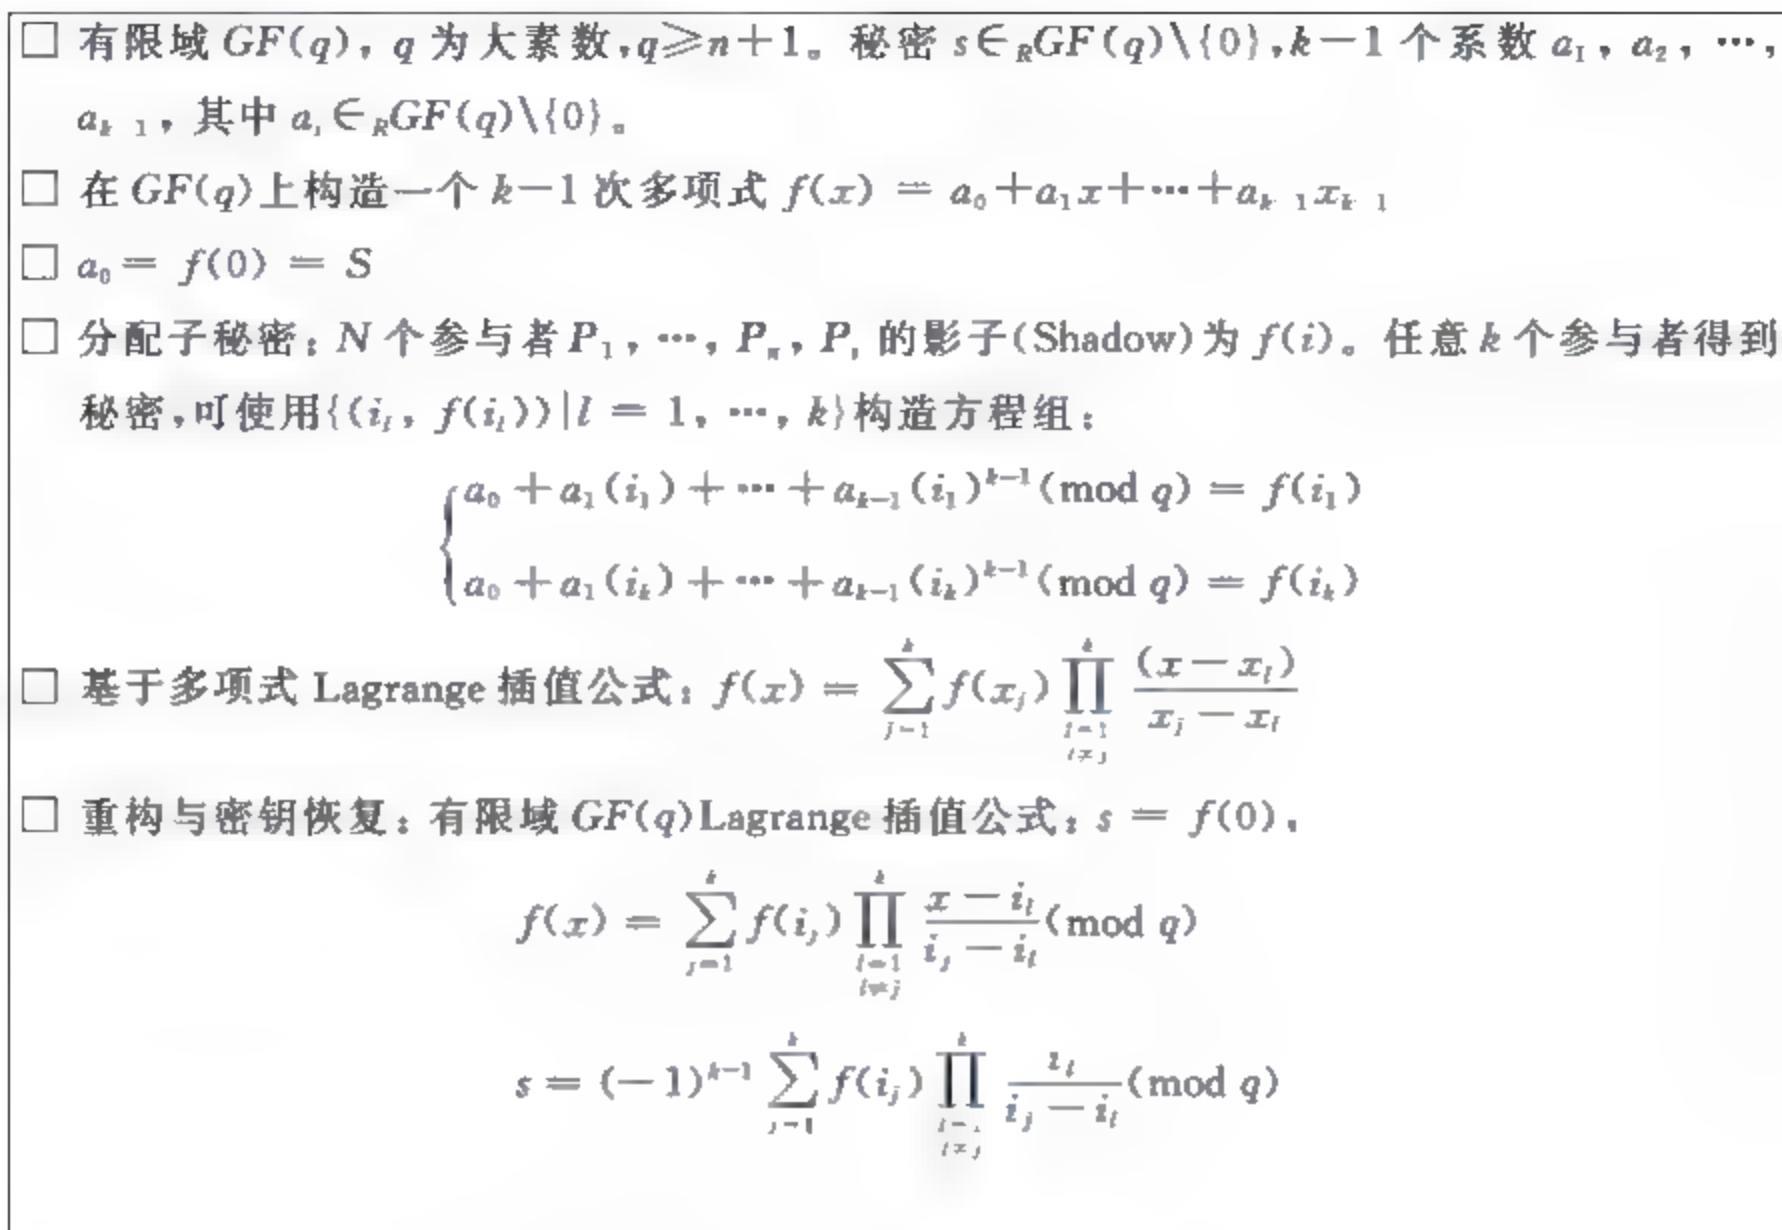 □ 有限域 GF(q), q 为大素数,q≥n+1。秘密 s∈_R GF(q)\{0},k-1 个系数 a_1, a_2, …,
a_{k-1}, 其中 a_i∈_R GF(q)\{0}。
□ 在 GF(q)上构造一个 k-1 次多项式 f(x) = a_0+a_1x+…+a_{k-1}x_{k-1}
□ a_0 = f(0) = S
□ 分配子秘密: N 个参与者 P_1, …, P_n, P_i 的影子(Shadow)为 f(i)。任意 k 个参与者得到
秘密,可使用{(i_l, f(i_l))|l = 1, …, k}构造方程组:
{ a_0 + a_1(i_1) + … + a_{k-1}(i_1)^{k-1}(mod q) = f(i_1)
a_0 + a_1(i_k) + … + a_{k-1}(i_k)^{k-1}(mod q) = f(i_k)
□ 基于多项式 Lagrange 插值公式: f(x) = ∑_{j=1}^{k} f(x_j) ∏_{l=1, l≠j}^{k} (x-x_l)/(x_j-x_l)
□ 重构与密钥恢复: 有限域 GF(q)Lagrange 插值公式: s = f(0),
f(x) = ∑_{j=1}^{k} f(i_j) ∏_{l=1, l≠j}^{k} (x-i_l)/(i_j-i_l)(mod q)
s = (-1)^{k-1} ∑_{j=1}^{k} f(i_j) ∏_{l=1, l≠j}^{k} i_l/(i_j-i_l)(mod q)